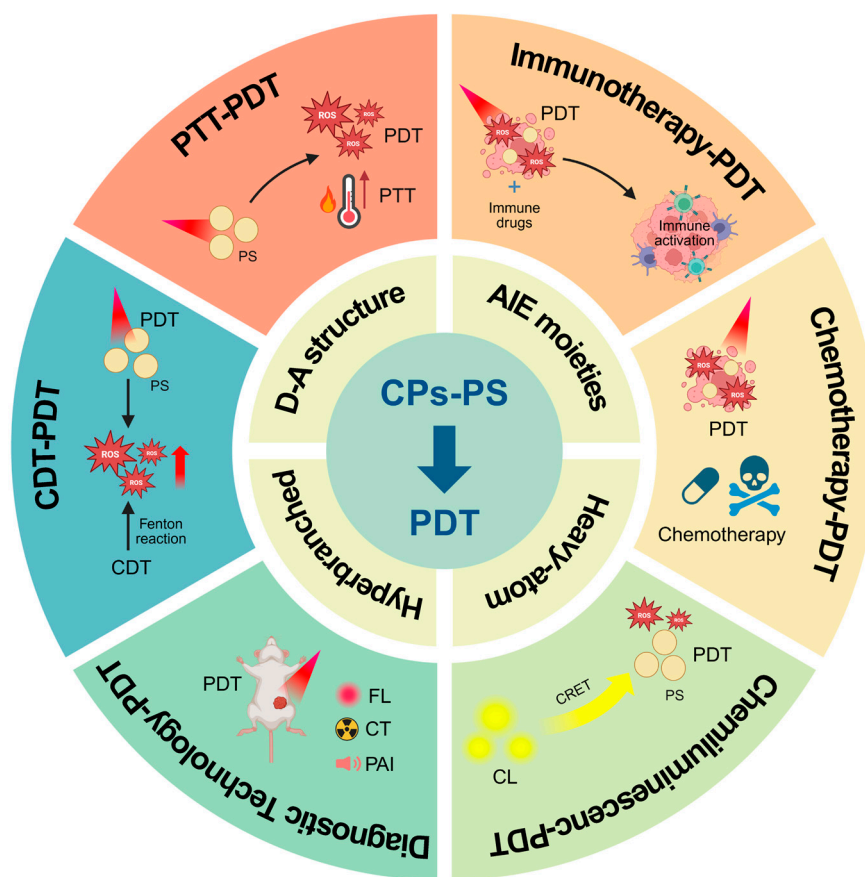 PTT-PDT
ROS
ROS
ROS
PDT
PTT
PS
Immunotherapy-PDT
PDT
ROS
ROS
+
Immune
drugs
Immune
activation
Chemotherapy-PDT
ROS
ROS
PDT
Chemotherapy
Chemiluminescenc-PDT
ROS
ROS
PDT
PS
CRET
CL
Diagnostic Technology-PDT
PDT
FL
CT
PAI
CDT-PDT
PDT
PS
ROS
ROS
ROS
Fenton
reaction
CDT
D-A structure
AIE moieties
Heavy-atom
Hyperbranched
CPs-PS
PDT